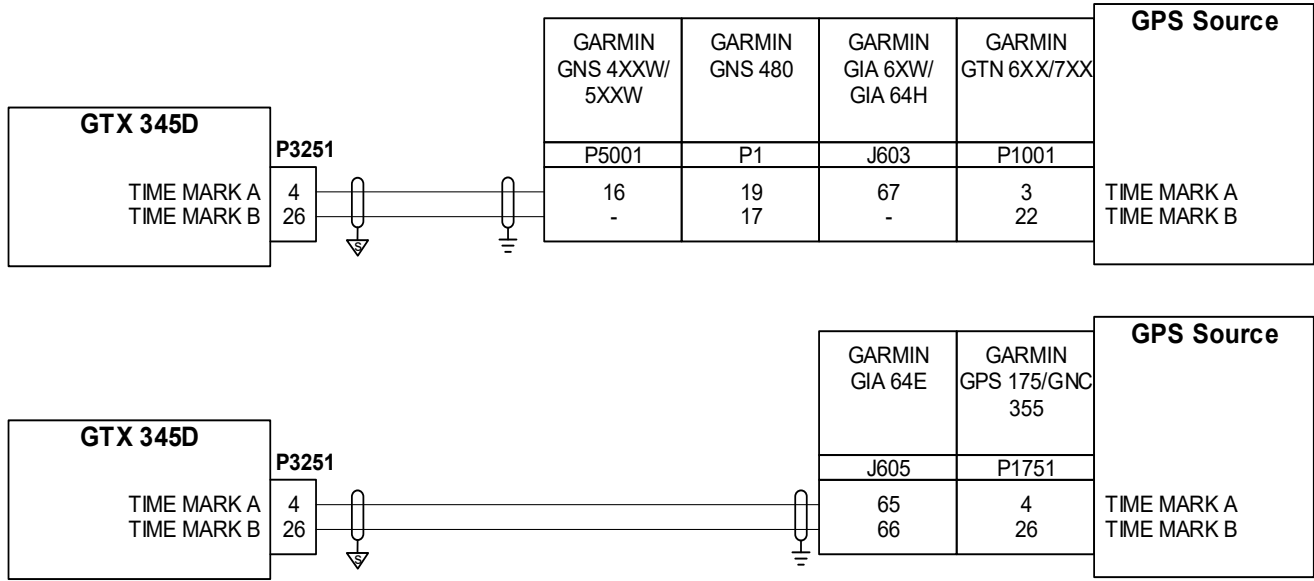 GPS Source
GARMIN GNS 4XXW/ 5XXW
GARMIN GNS 480
GARMIN GIA 6XW/ GIA 64H
GARMIN GTN 6XX/7XX
GTX 345D
P3251
P5001 P1 J603 P1001
TIME MARK A 4 16 19 67 3 TIME MARK A
TIME MARK B 26 - 17 - 22 TIME MARK B
S
GPS Source
GARMIN GIA 64E
GARMIN GPS 175/GNC 355
GTX 345D
P3251
J605 P1751
TIME MARK A 4 65 4 TIME MARK A
TIME MARK B 26 66 26 TIME MARK B
S